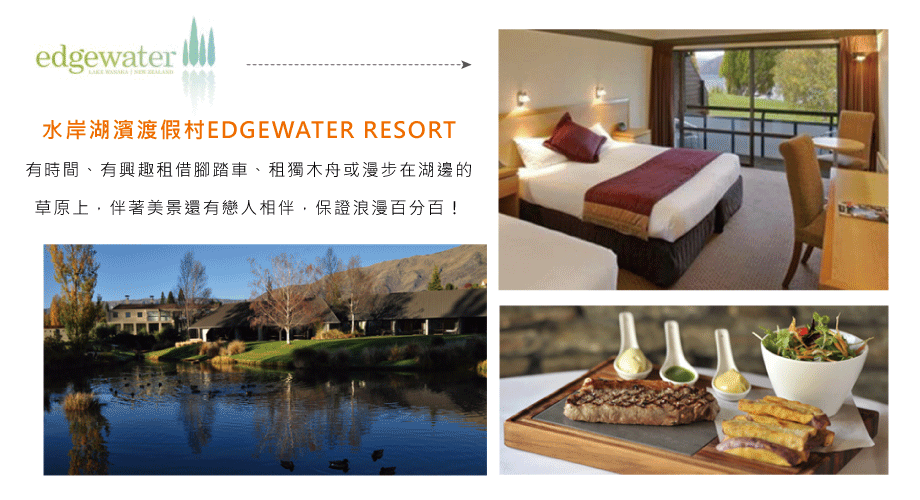 edgewater
LAKE WANAKA | NEW ZEALAND
水岸湖濱渡假村EDGEWATER RESORT
有時間、有興趣租借腳踏車、租獨木舟或漫步在湖邊的
草原上，伴著美景還有戀人相伴，保證浪漫百分百！